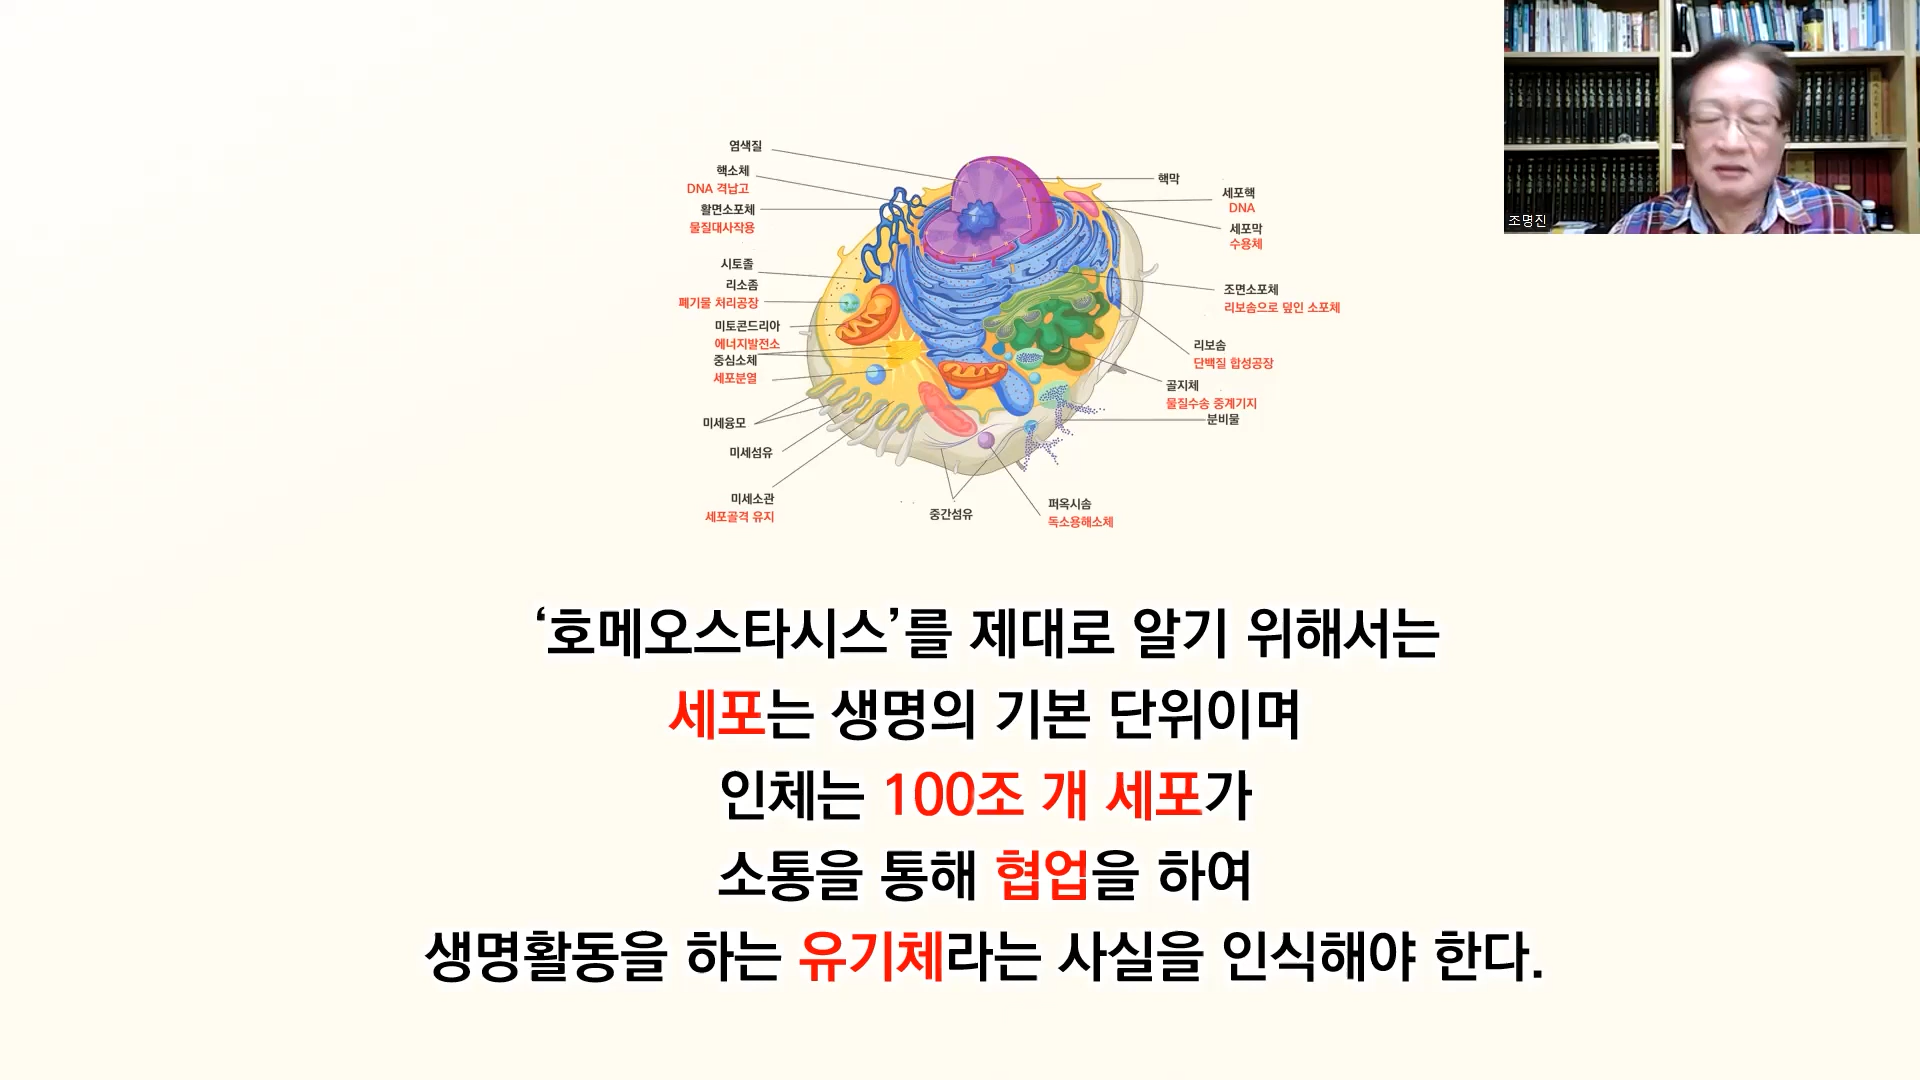 조명진
염색질
핵소체
DNA 격납고
활면소포체
물질대사작용
시토졸
리소좀
폐기물 처리공장
미토콘드리아
에너지발전소
중심소체
세포분열
미세융모
미세섬유
미세소관
세포골격 유지
중간섬유
퍼옥시솜
독소용해소체
핵막
세포핵
DNA
세포막
수용체
조면소포체
리보솜으로 덮인 소포체
리보솜
단백질 합성공장
골지체
물질수송 중계기지
분비물
‘호메오스타시스’를 제대로 알기 위해서는
세포는 생명의 기본 단위이며
인체는 100조 개 세포가
소통을 통해 협업을 하여
생명활동을 하는 유기체라는 사실을 인식해야 한다.